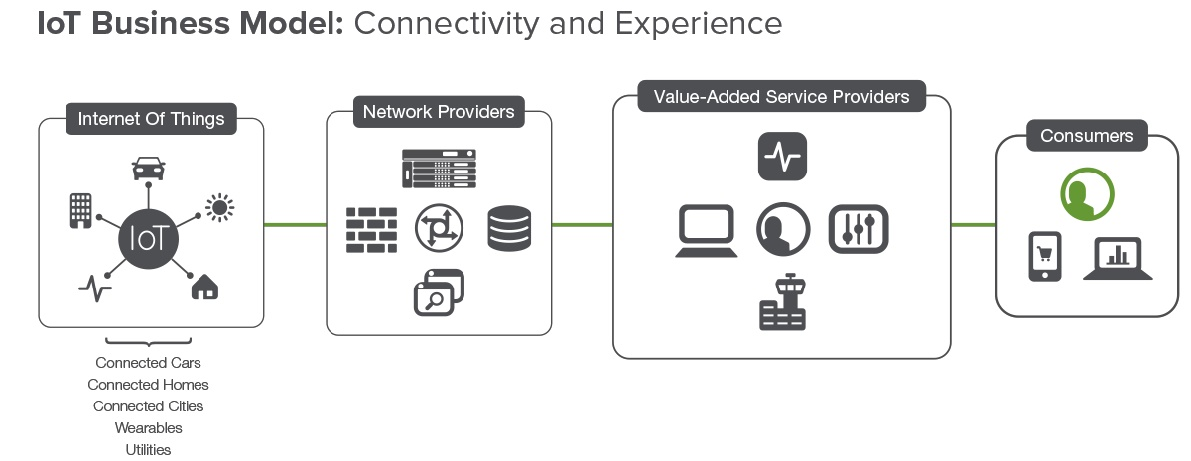 IoT Business Model: Connectivity and Experience
Internet Of Things
Network Providers
Value-Added Service Providers
Consumers
IoT
Connected Cars
Connected Homes
Connected Cities
Wearables
Utilities